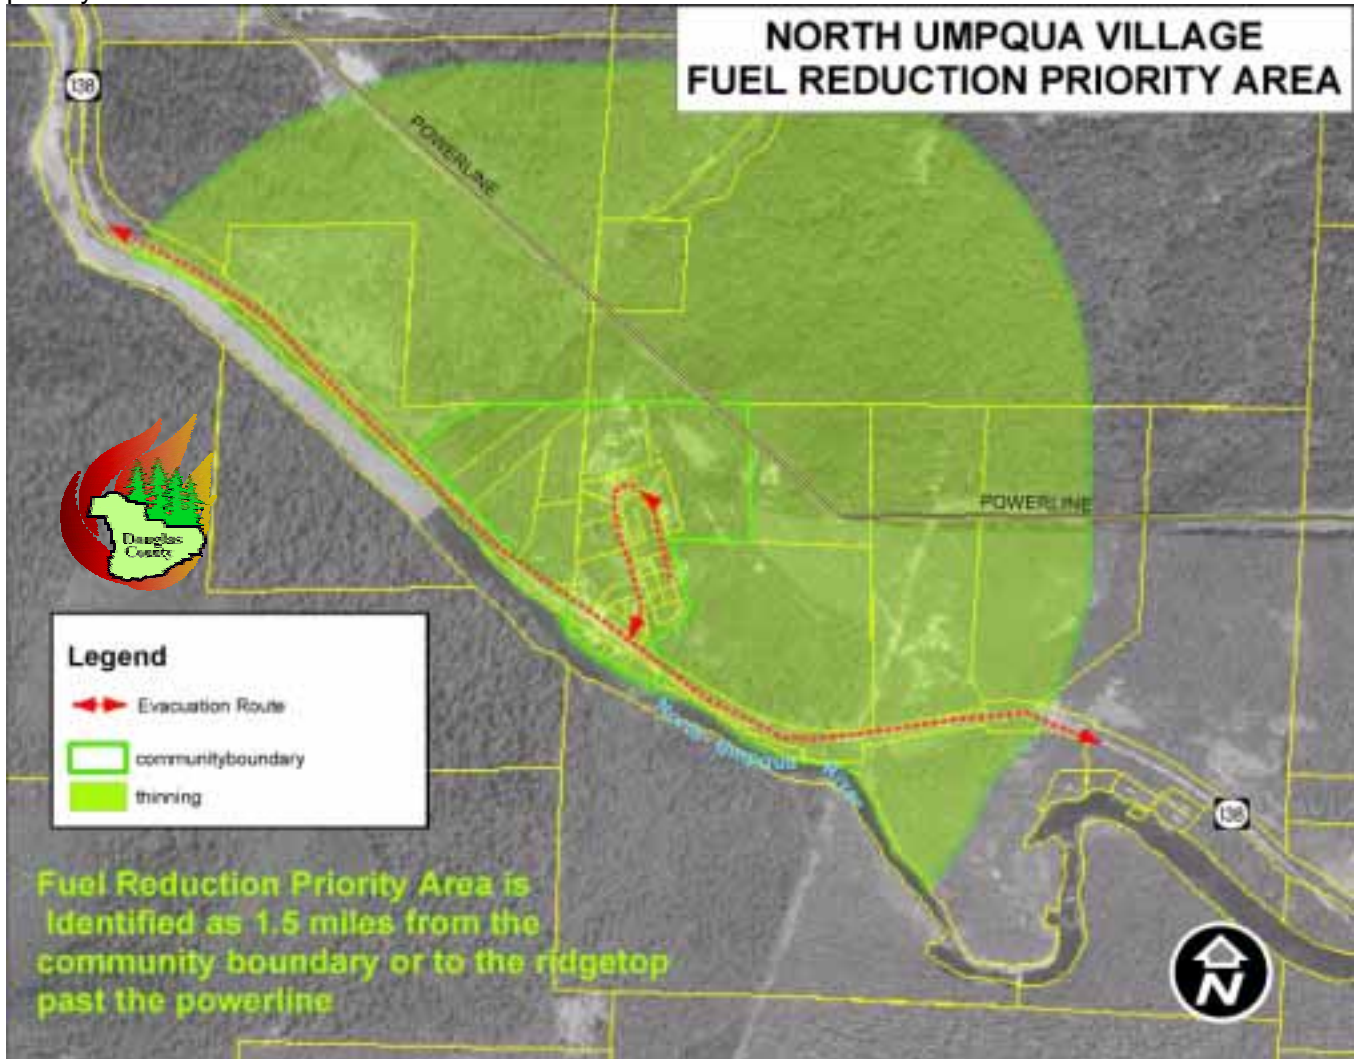 NORTH UMPQUA VILLAGE
FUEL REDUCTION PRIORITY AREA
138
POWERLINE
POWERLINE
Douglas
County
Legend
Evacuation Route
communityboundary
thinning
North Umpqua River
138
Fuel Reduction Priority Area is
Identified as 1.5 miles from the
community boundary or to the ridgetop
past the powerline
N